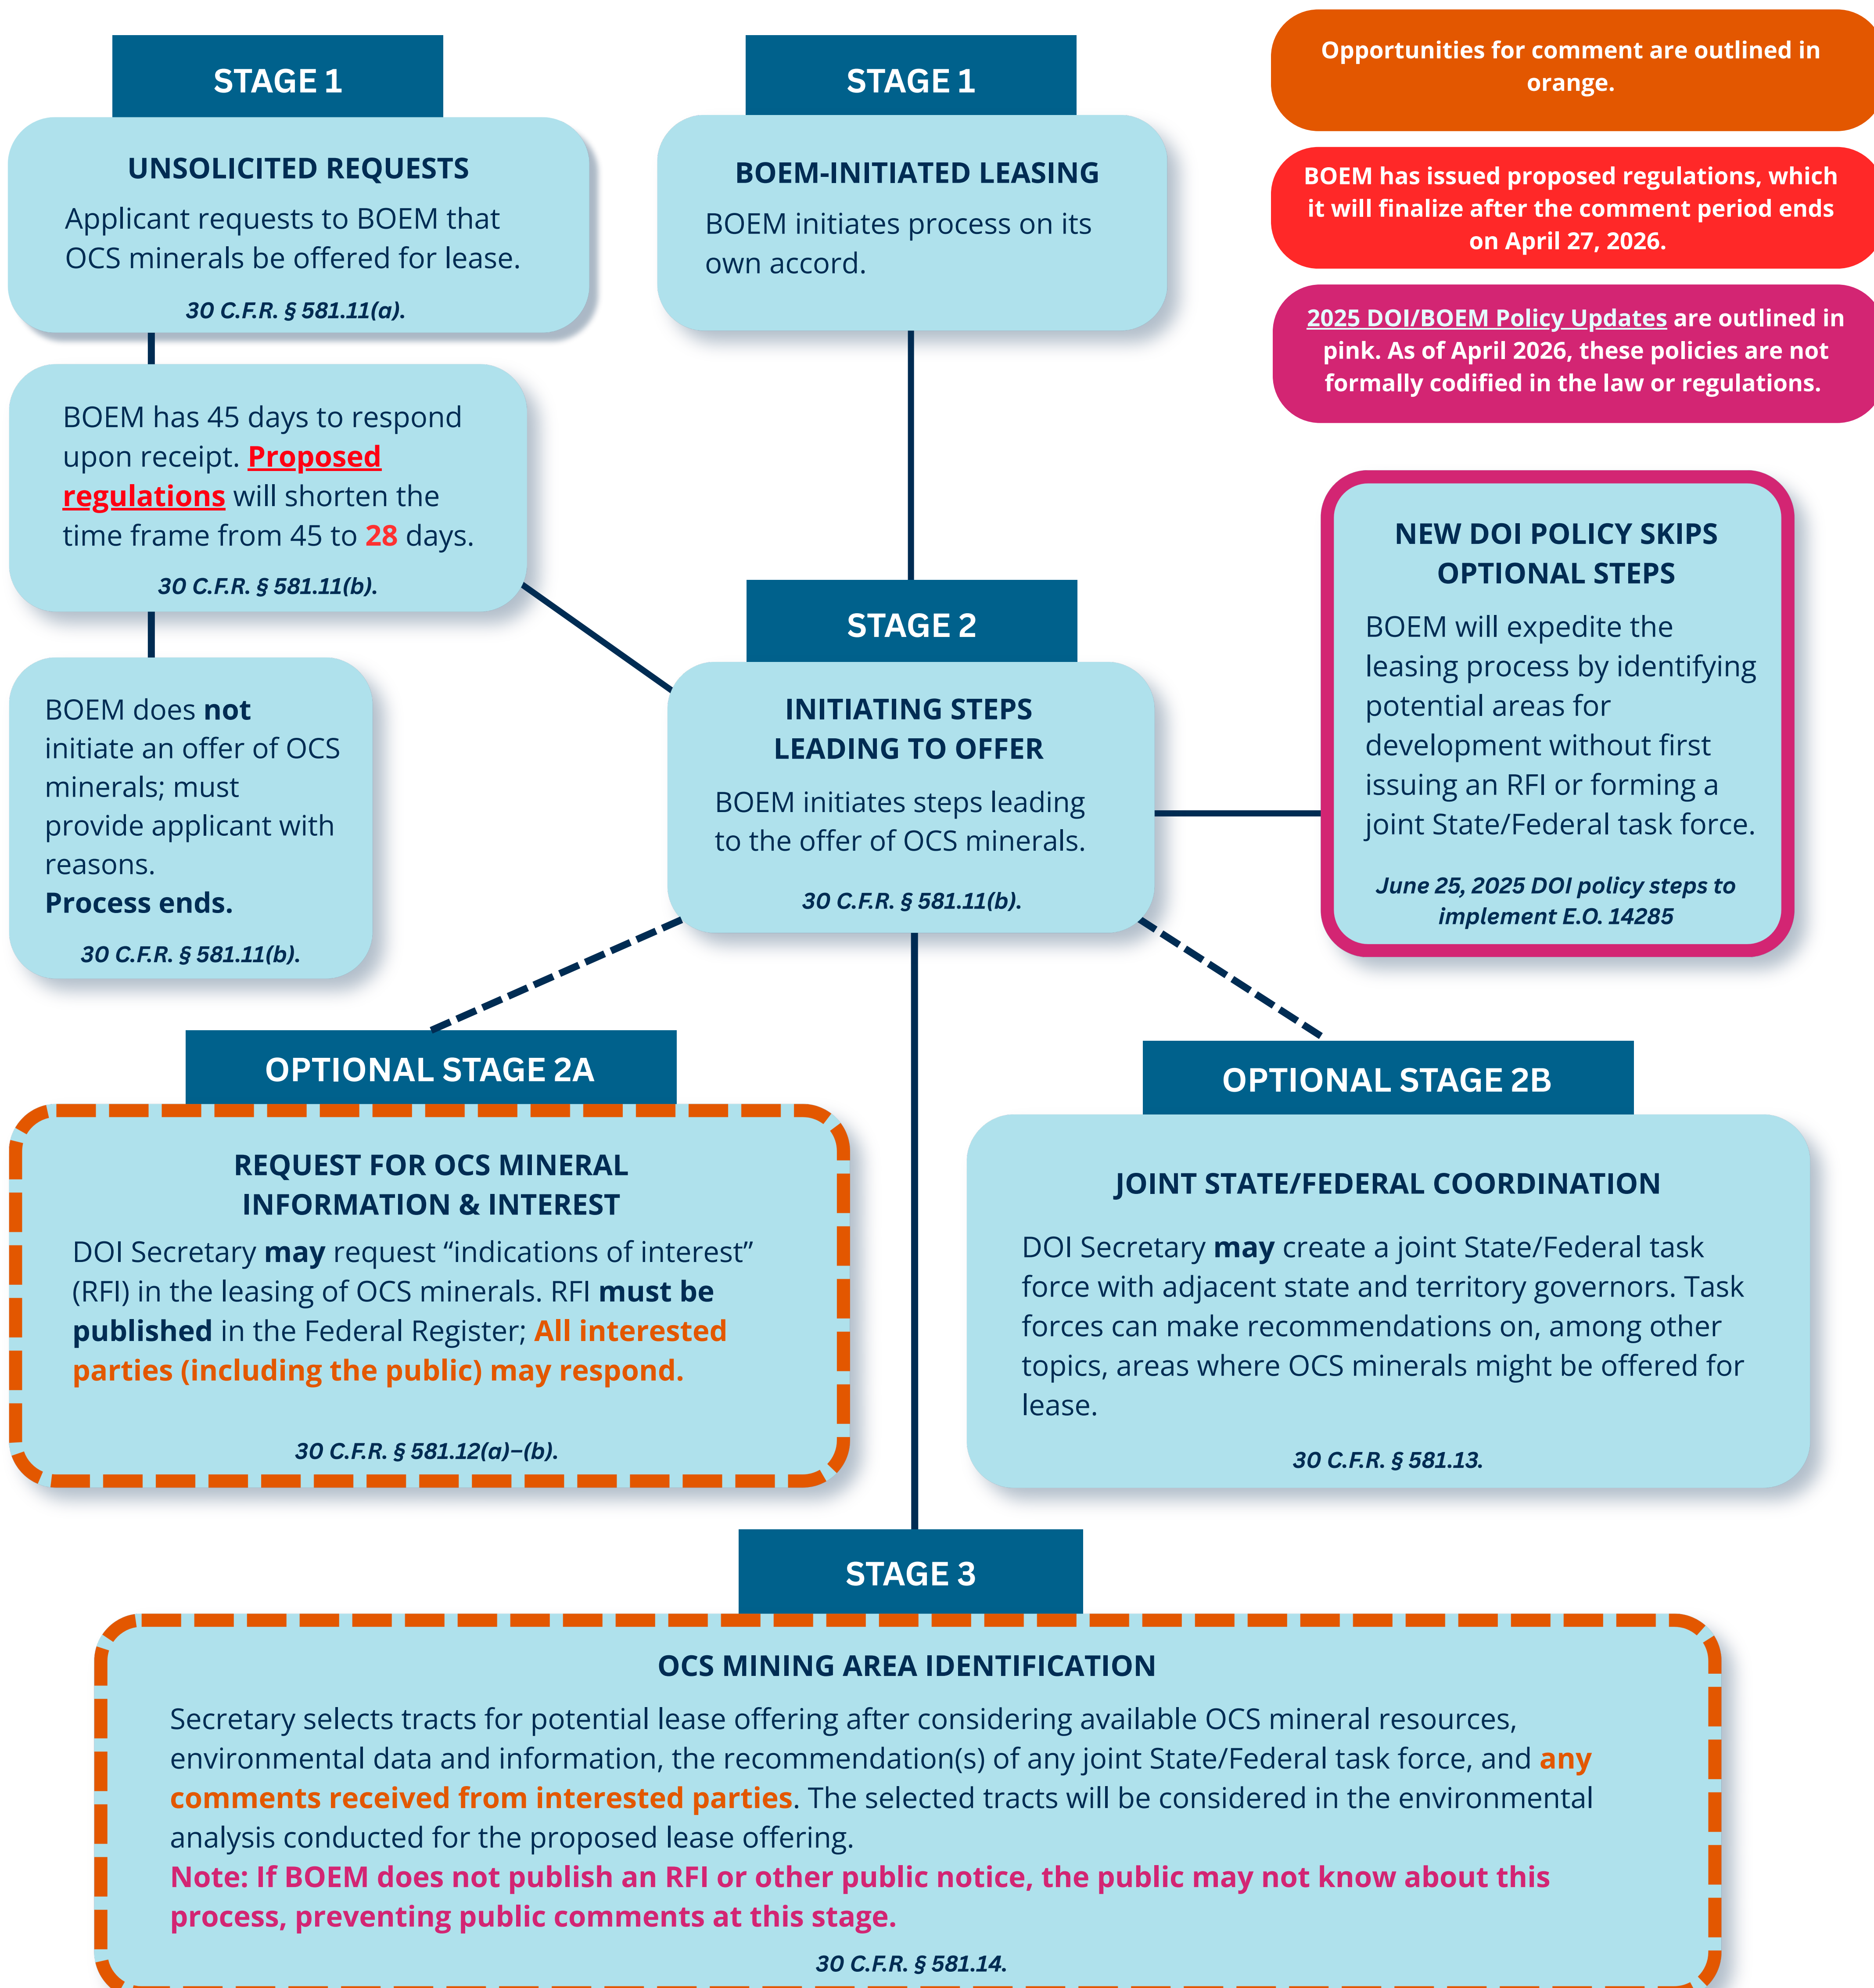 STAGE 1
UNSOLICITED REQUESTS
Applicant requests to BOEM that
OCS minerals be offered for lease.
30 C.F.R. § 581.11(a).
BOEM has 45 days to respond
upon receipt. Proposed
regulations will shorten the
time frame from 45 to 28 days.
30 C.F.R. § 581.11(b).
BOEM does not
initiate an offer of OCS
minerals; must
provide applicant with
reasons.
Process ends.
30 C.F.R. § 581.11(b).
STAGE 1
BOEM-INITIATED LEASING
BOEM initiates process on its
own accord.
Opportunities for comment are outlined in
orange.
BOEM has issued proposed regulations, which
it will finalize after the comment period ends
on April 27, 2026.
2025 DOI/BOEM Policy Updates are outlined in
pink. As of April 2026, these policies are not
formally codified in the law or regulations.
STAGE 2
INITIATING STEPS
LEADING TO OFFER
BOEM initiates steps leading
to the offer of OCS minerals.
30 C.F.R. § 581.11(b).
NEW DOI POLICY SKIPS
OPTIONAL STEPS
BOEM will expedite the
leasing process by identifying
potential areas for
development without first
issuing an RFI or forming a
joint State/Federal task force.
June 25, 2025 DOI policy steps to
implement E.O. 14285
OPTIONAL STAGE 2A
REQUEST FOR OCS MINERAL
INFORMATION & INTEREST
DOI Secretary may request “indications of interest”
(RFI) in the leasing of OCS minerals. RFI must be
published in the Federal Register; All interested
parties (including the public) may respond.
30 C.F.R. § 581.12(a)–(b).
OPTIONAL STAGE 2B
JOINT STATE/FEDERAL COORDINATION
DOI Secretary may create a joint State/Federal task
force with adjacent state and territory governors. Task
forces can make recommendations on, among other
topics, areas where OCS minerals might be offered for
lease.
30 C.F.R. § 581.13.
STAGE 3
OCS MINING AREA IDENTIFICATION
Secretary selects tracts for potential lease offering after considering available OCS mineral resources,
environmental data and information, the recommendation(s) of any joint State/Federal task force, and any
comments received from interested parties. The selected tracts will be considered in the environmental
analysis conducted for the proposed lease offering.
Note: If BOEM does not publish an RFI or other public notice, the public may not know about this
process, preventing public comments at this stage.
30 C.F.R. § 581.14.